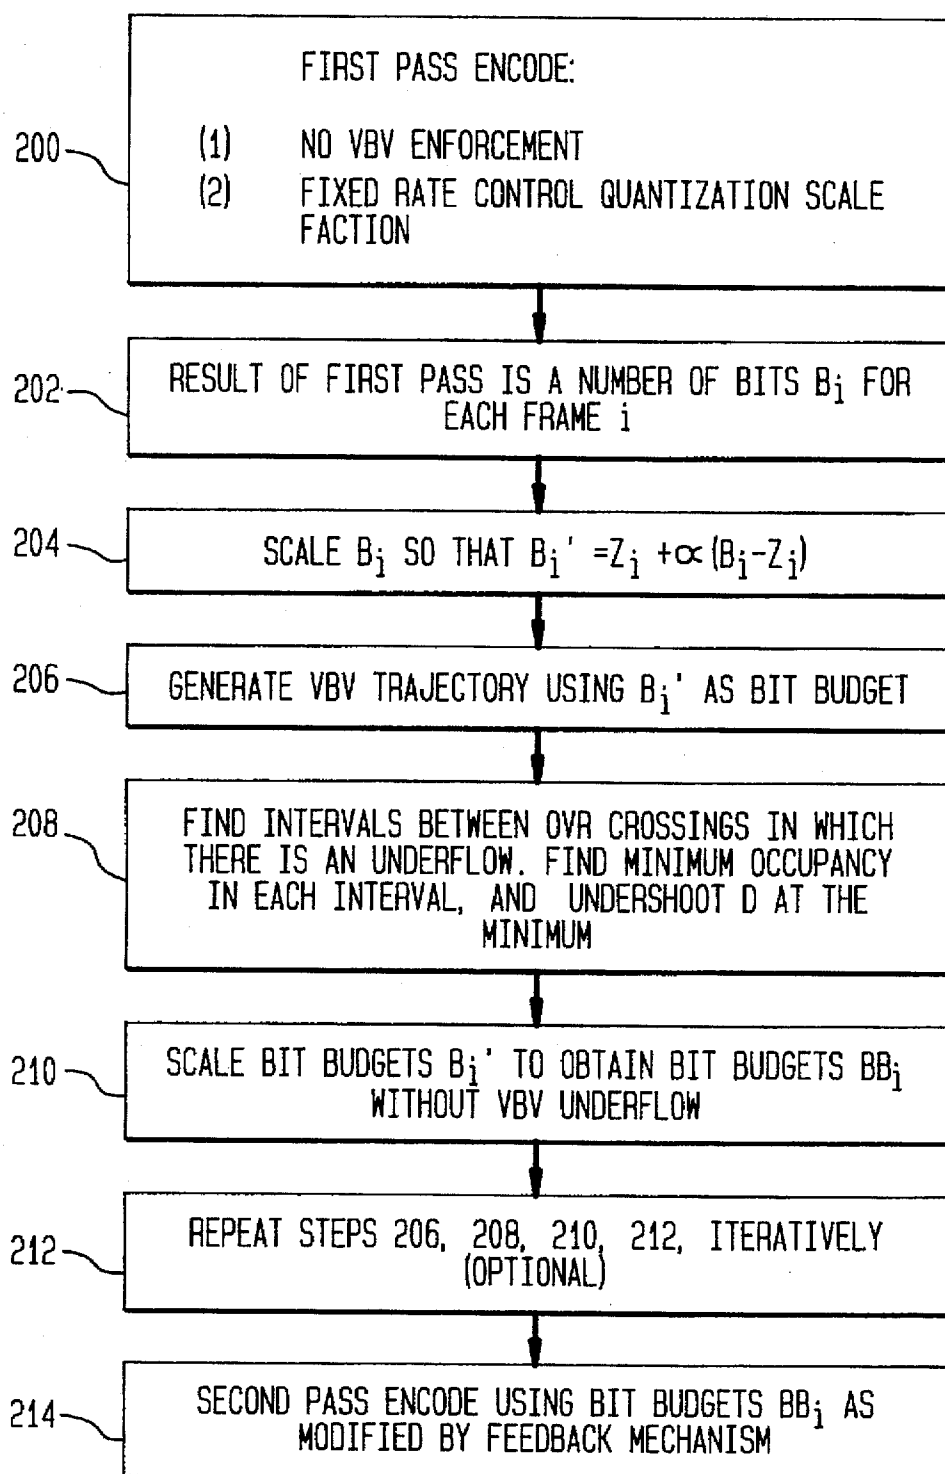 FIRST PASS ENCODE:
200
(1) NO VBV ENFORCEMENT
(2) FIXED RATE CONTROL QUANTIZATION SCALE
FACTION
202
RESULT OF FIRST PASS IS A NUMBER OF BITS Bi FOR
EACH FRAME i
204
SCALE Bi SO THAT Bi' =Zi +∝(Bi-Zi)
206
GENERATE VBV TRAJECTORY USING Bi' AS BIT BUDGET
208
FIND INTERVALS BETWEEN OVR CROSSINGS IN WHICH
THERE IS AN UNDERFLOW. FIND MINIMUM OCCUPANCY
IN EACH INTERVAL, AND UNDERSHOOT D AT THE
MINIMUM
210
SCALE BIT BUDGETS Bi' TO OBTAIN BIT BUDGETS BBi
WITHOUT VBV UNDERFLOW
212
REPEAT STEPS 206, 208, 210, 212, ITERATIVELY
(OPTIONAL)
214
SECOND PASS ENCODE USING BIT BUDGETS BBi AS
MODIFIED BY FEEDBACK MECHANISM